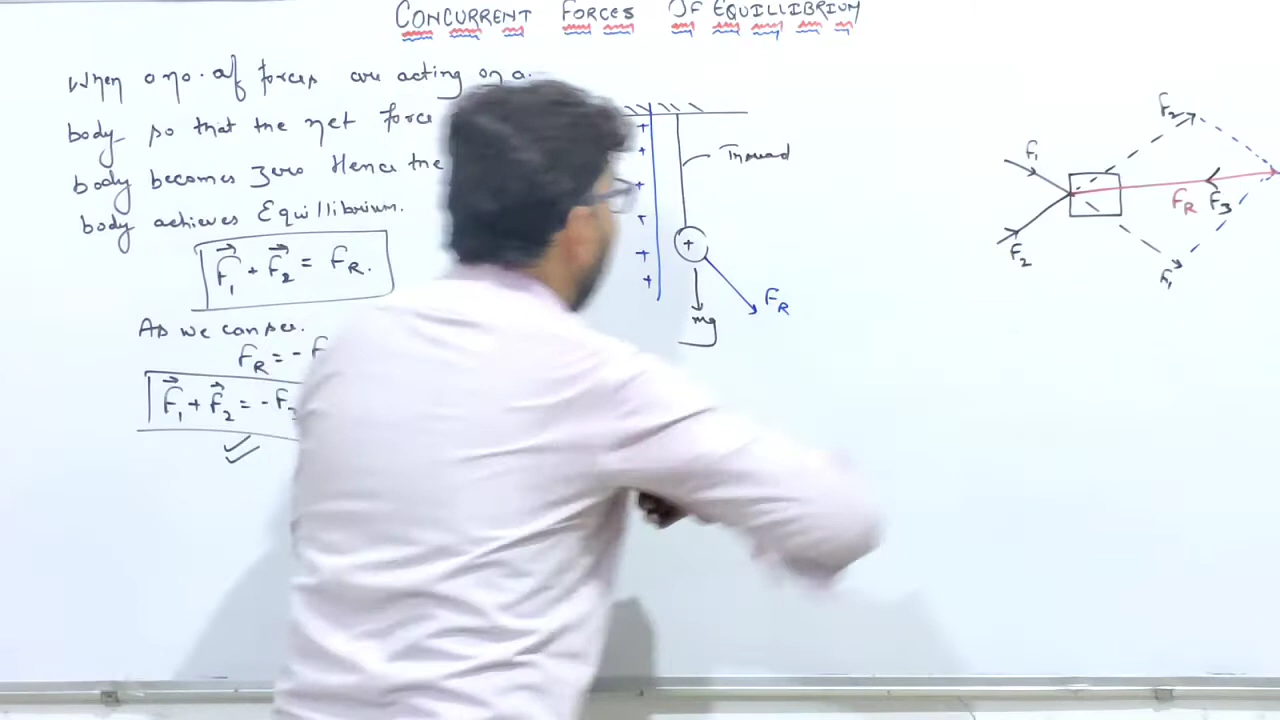 CONCURRENT FORCES OF EQUILLIBRIUM
When a no. of forces are acting on a
body so that the net force
body becomes zero Hence the
body achieves Equillibrium.
F₁ + F₂ = FR.
As we can see.
FR = - F
F₁ + F₂ = -F₃
+
+
+
+
+
+
Thread
+
FR
mg
F₂
F₁
FR F₃
F₂
F₁